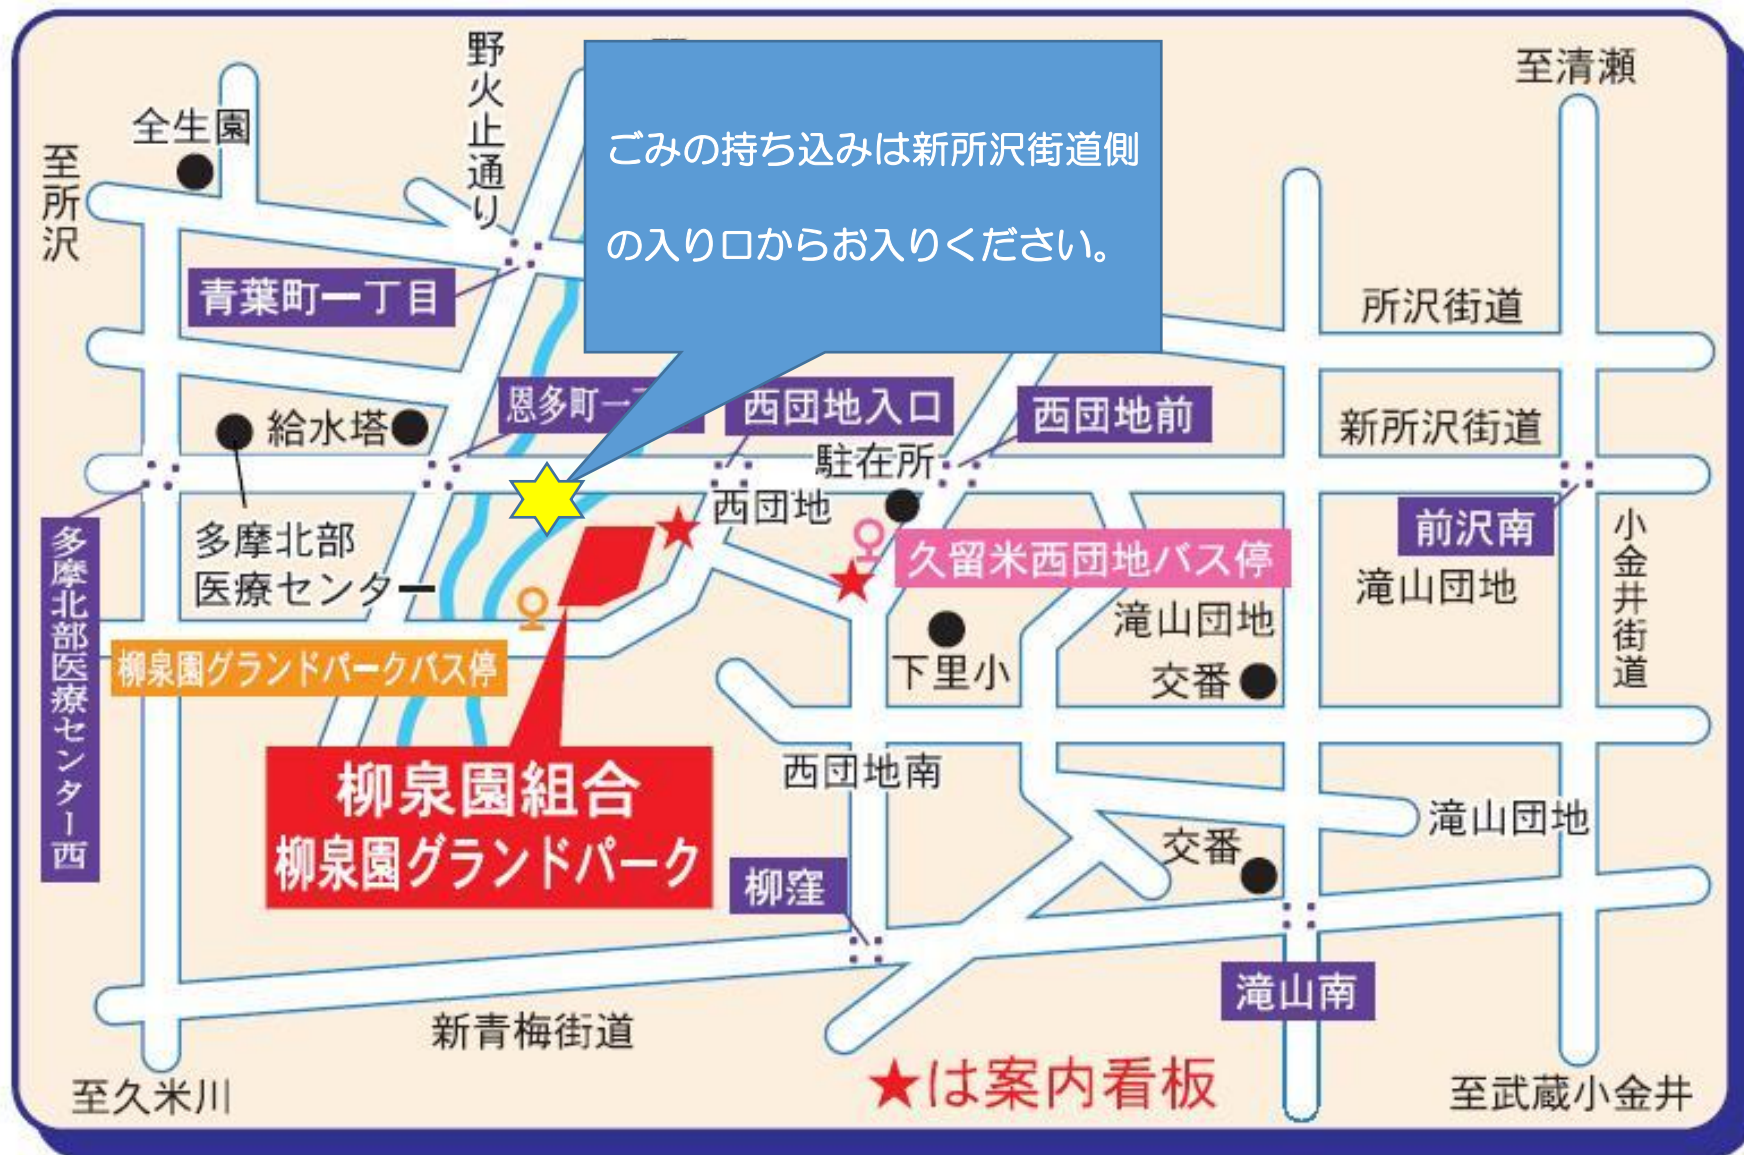 野火止通り
至清瀬
全生園
至所沢
ごみの持ち込みは新所沢街道側
の入り口からお入りください。
青葉町一丁目
所沢街道
恩多町一
西団地入口
西団地前
新所沢街道
給水塔
駐在所
西団地
多摩北部
医療センター
多摩北部医療センター西
久留米西団地バス停
前沢南
小金井街道
滝山団地
滝山団地
交番
下里小
柳泉園グランドパークバス停
柳泉園組合
柳泉園グランドパーク
西団地南
滝山団地
交番
柳窪
滝山南
新青梅街道
★は案内看板
至久米川
至武蔵小金井